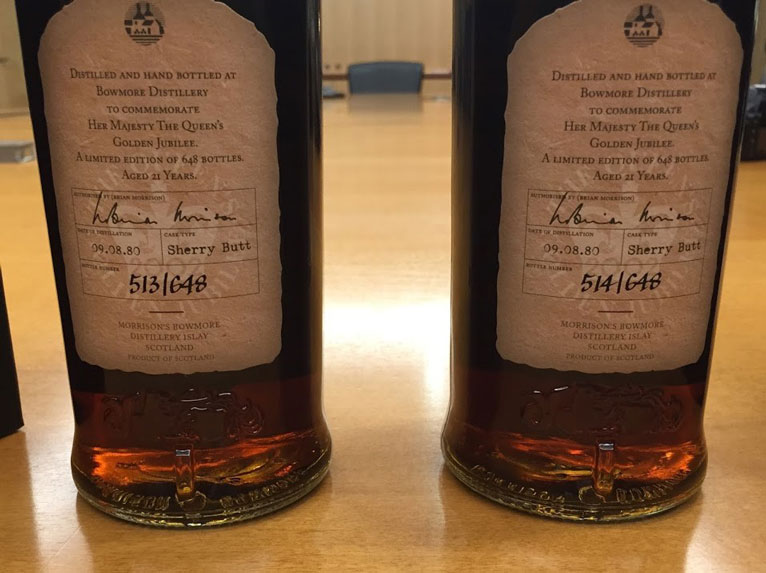 DISTILLED AND HAND BOTTLED AT
BOWMORE DISTILLERY
TO COMMEMORATE
HER MAJESTY THE QUEEN'S
GOLDEN JUBILEE.
A LIMITED EDITION OF 648 BOTTLES.
AGED 21 YEARS.
AUTHORISED BY (BRIAN MORRISON)
Brian Morrison
DATE OF DISTILLATION
CASK TYPE
09.08.80
Sherry Butt
BOTTLE NUMBER
513/648
MORRISON'S BOWMORE
DISTILLERY ISLAY
SCOTLAND
PRODUCT OF SCOTLAND
DISTILLED AND HAND BOTTLED AT
BOWMORE DISTILLERY
TO COMMEMORATE
HER MAJESTY THE QUEEN'S
GOLDEN JUBILEE.
A LIMITED EDITION OF 648 BOTTLES
AGED 21 YEARS.
AUTHORISED BY (BRIAN MORRISON)
Brian Morrison
DATE OF DISTILLATION
CASK TYPE
09.08.80
Sherry Butt
BOTTLE NUMBER
514/648
MORRISON'S BOWMORE
DISTILLERY ISLAY
SCOTLAND
PRODUCT OF SCOTLAND